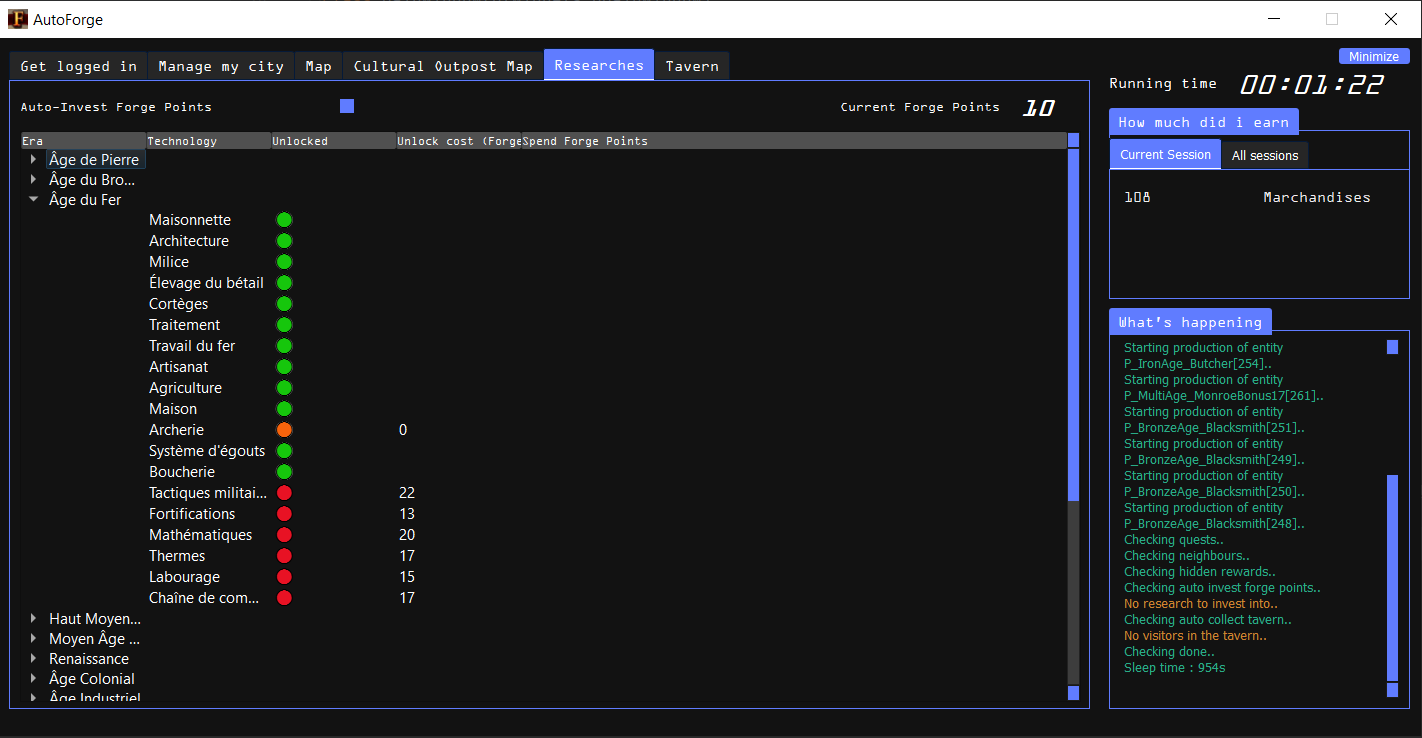 AutoForge
Minimize
Get logged in Manage my city Map Cultural Outpost Map Researches Tavern
Running time 00:01:22
Auto-Invest Forge Points
Current Forge Points 10
Era Technology Unlocked Unlock cost (Forge Spend Forge Points
Âge de Pierre
Âge du Bro...
Âge du Fer
Maisonnette
Architecture
Milice
Élevage du bétail
Cortèges
Traitement
Travail du fer
Artisanat
Agriculture
Maison
Archerie 0
Système d'égouts
Boucherie
Tactiques militai... 22
Fortifications 13
Mathématiques 20
Thermes 17
Labourage 15
Chaîne de com... 17
Haut Moyen...
Moyen Âge ...
Renaissance
Âge Colonial
Âge Industriel
How much did i earn
Current Session All sessions
108 Marchandises
What's happening
Starting production of entity
P_IronAge_Butcher[254]..
Starting production of entity
P_MultiAge_MonroeBonus17[261]..
Starting production of entity
P_BronzeAge_Blacksmith[251]..
Starting production of entity
P_BronzeAge_Blacksmith[249]..
Starting production of entity
P_BronzeAge_Blacksmith[250]..
Starting production of entity
P_BronzeAge_Blacksmith[248]..
Checking quests..
Checking neighbours..
Checking hidden rewards..
Checking auto invest forge points..
No research to invest into..
Checking auto collect tavern..
No visitors in the tavern..
Checking done..
Sleep time : 954s